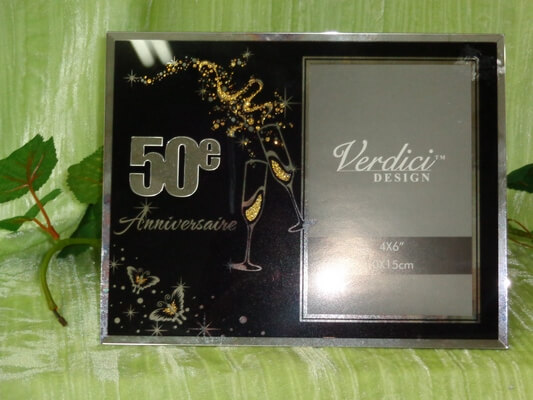 50e
Anniversaire
Verdici™
DESIGN
4X6"
10X15cm